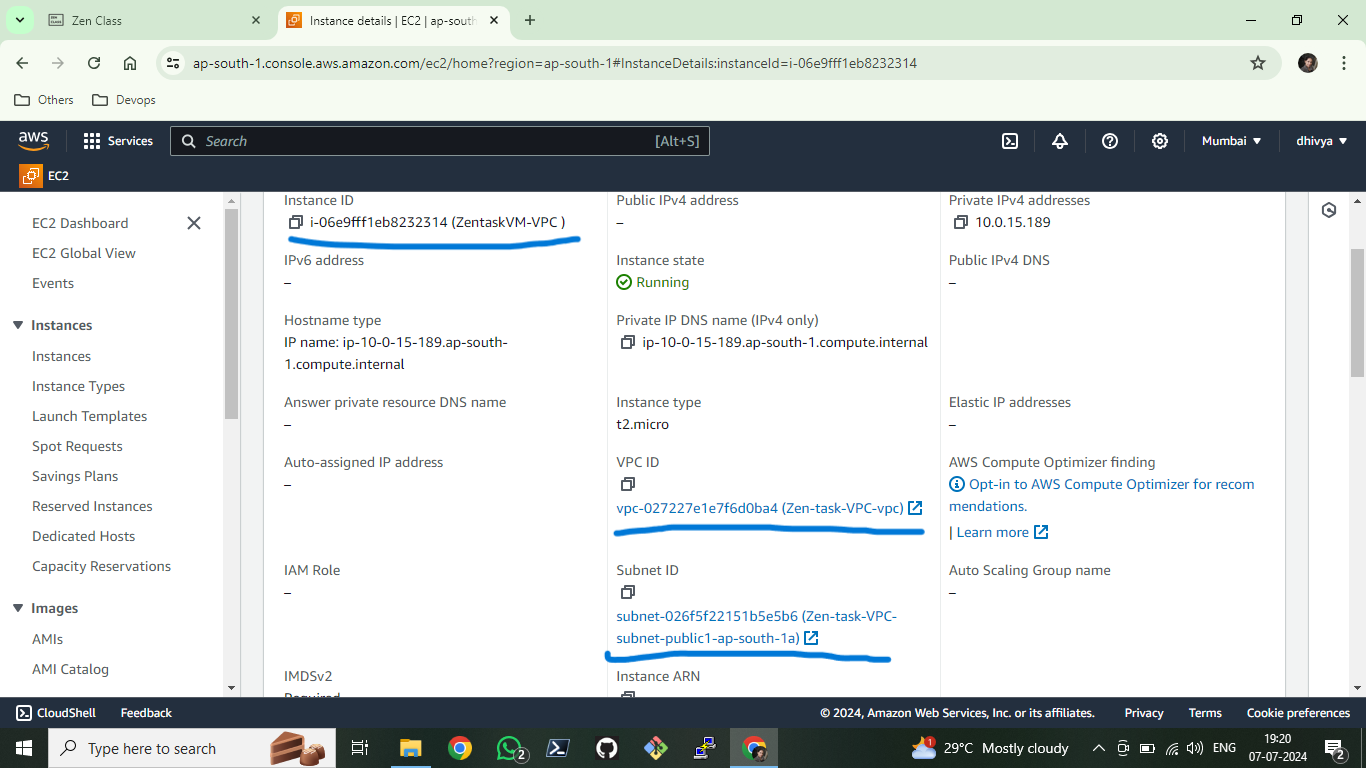 Zen Class
Instance details | EC2 | ap-south
ap-south-1.console.aws.amazon.com/ec2/home?region=ap-south-1#InstanceDetails:instanceId=i-06e9fff1eb8232314
Others
Devops
aws
Services
Search
[Alt+S]
Mumbai
dhivya
EC2
EC2 Dashboard
EC2 Global View
Events
Instances
Instances
Instance Types
Launch Templates
Spot Requests
Savings Plans
Reserved Instances
Dedicated Hosts
Capacity Reservations
Images
AMIs
AMI Catalog
Instance ID
i-06e9fff1eb8232314 (ZentaskVM-VPC )
Public IPv4 address
–
Private IPv4 addresses
10.0.15.189
IPv6 address
–
Instance state
Running
Public IPv4 DNS
–
Hostname type
IP name: ip-10-0-15-189.ap-south-
1.compute.internal
Private IP DNS name (IPv4 only)
ip-10-0-15-189.ap-south-1.compute.internal
Answer private resource DNS name
–
Instance type
t2.micro
Elastic IP addresses
–
Auto-assigned IP address
–
VPC ID
vpc-027227e1e7f6d0ba4 (Zen-task-VPC-vpc)
AWS Compute Optimizer finding
Opt-in to AWS Compute Optimizer for recom
mendations.
| Learn more
IAM Role
–
Subnet ID
subnet-026f5f22151b5e5b6 (Zen-task-VPC-
subnet-public1-ap-south-1a)
Auto Scaling Group name
–
IMDSv2
Required
Instance ARN
CloudShell
Feedback
© 2024, Amazon Web Services, Inc. or its affiliates.
Privacy
Terms
Cookie preferences
Type here to search
2
1
29°C Mostly cloudy
ENG
19:20
07-07-2024
2